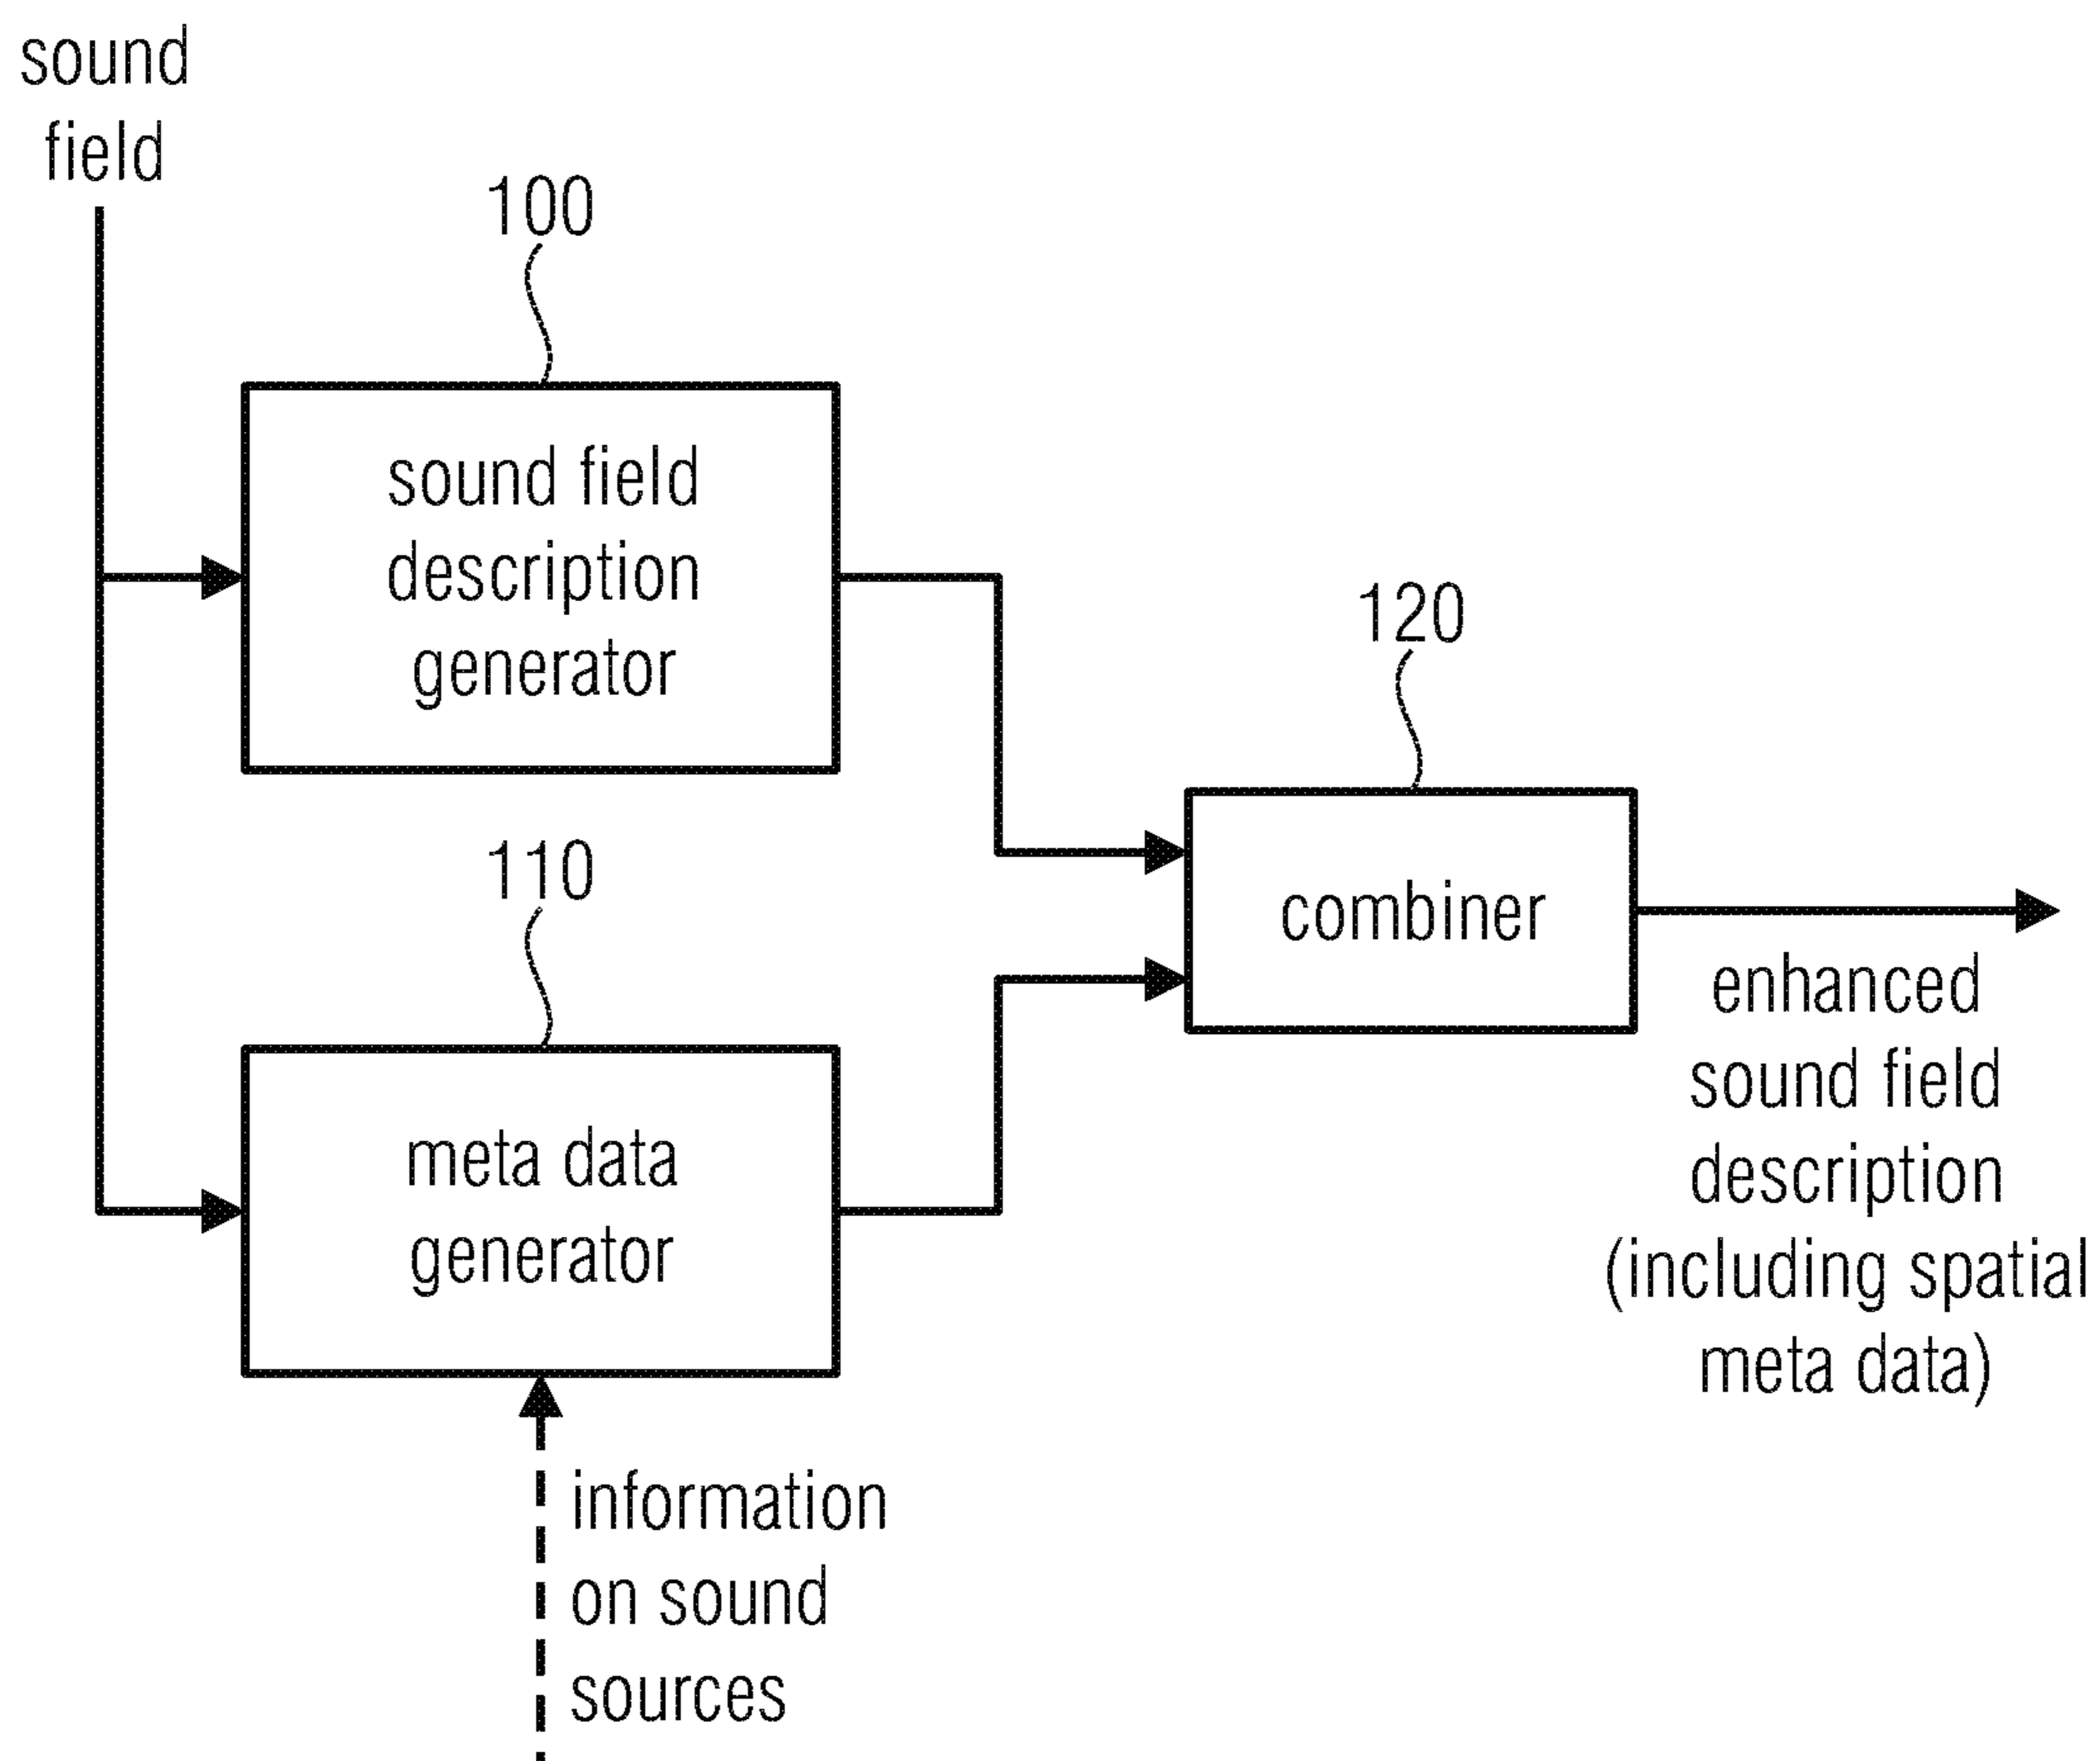 sound
field
100
sound field
description
generator
120
combiner
110
meta data
generator
enhanced
sound field
description
(including spatial
meta data)
information
on sound
sources